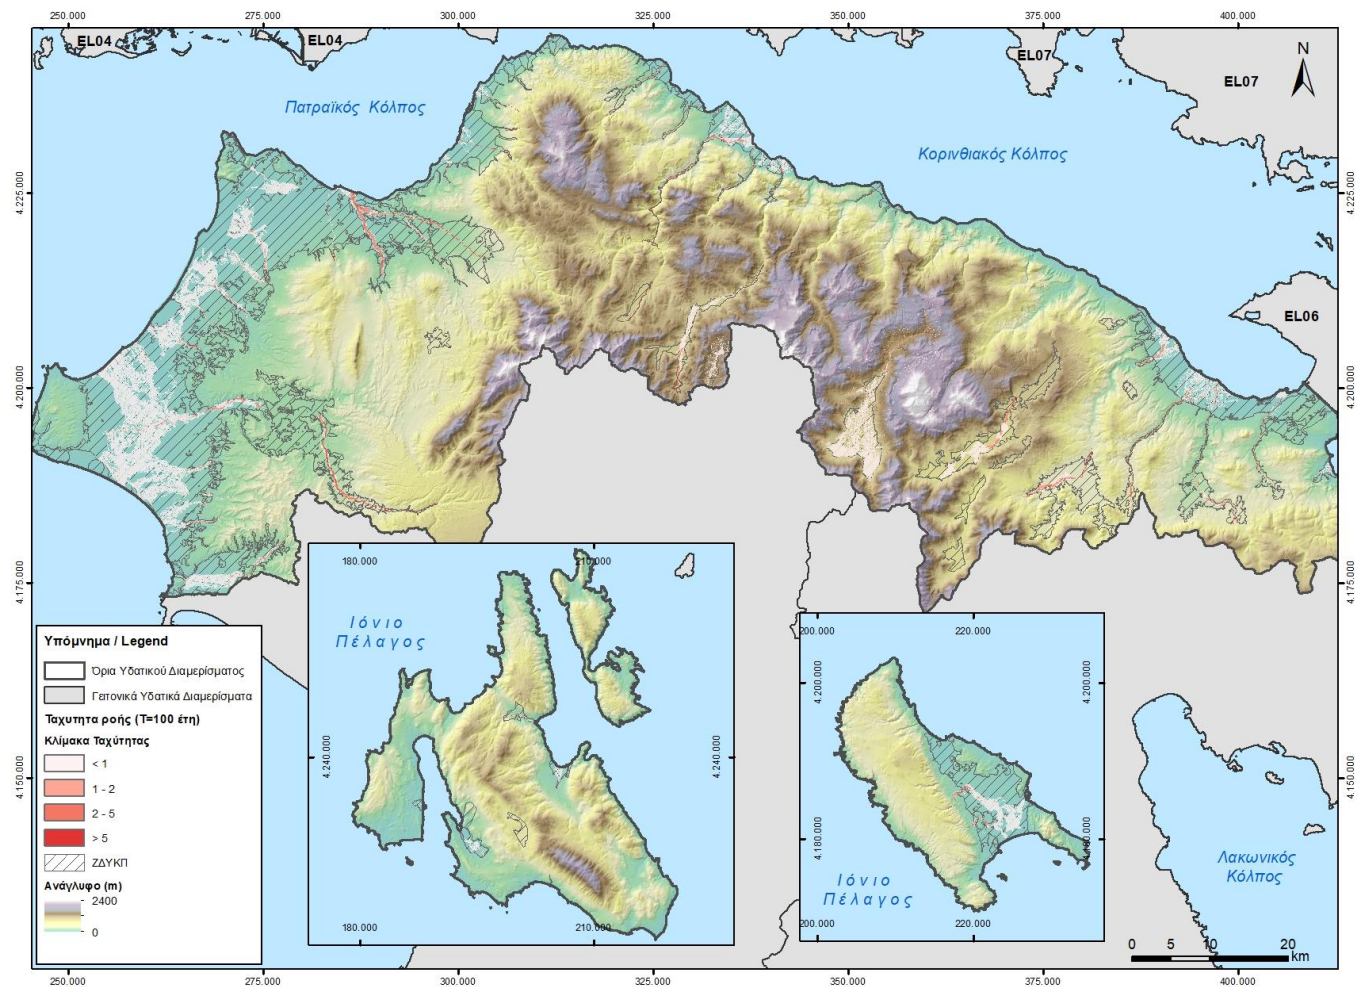 250.000 275.000 300.000 325.000 350.000 375.000 400.000
EL04 EL04 EL07 EL07
N
Πατραϊκός Κόλπος
Κορινθιακός Κόλπος
4.225.000 4.225.000
EL06
4.200.000 4.200.000
4.175.000 4.175.000
180.000 210.000
Ιόνιο
Πέλαγος
4.240.000 4.240.000
180.000 210.000
200.000 220.000
4.200.000 4.200.000
4.180.000 4.180.000
Ιόνιο
Πέλαγος
200.000 220.000
Λακωνικός
Κόλπος
4.150.000 4.150.000
Υπόμνημα / Legend
Όρια Υδατικού Διαμερίσματος
Γειτονικά Υδατικά Διαμερίσματα
Ταχυτητα ροής (Τ=100 έτη)
Κλίμακα Ταχύτητας
< 1
1 - 2
2 - 5
> 5
ΖΔΥΚΠ
Ανάγλυφο (m)
2400
0
0 5 10 20
km
250.000 275.000 300.000 325.000 350.000 375.000 400.000